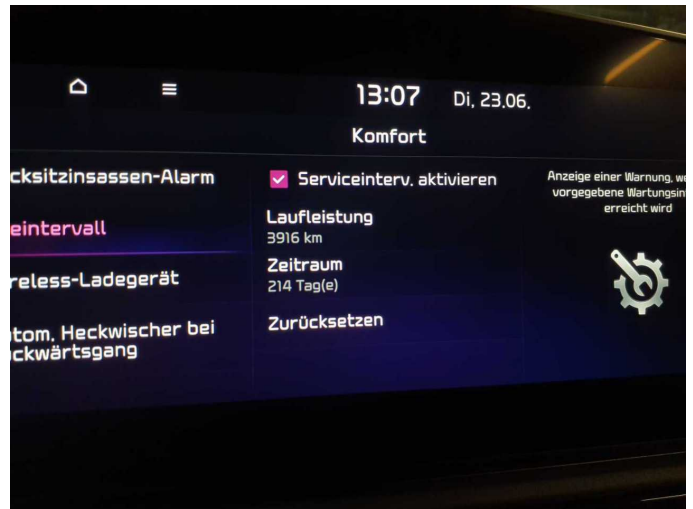 13:07 Di, 23.06.
Komfort
cksitzinsassen-Alarm
eintervall
reless-Ladegerät
tom. Heckwischer bei
ckwärtsgang
Serviceinterv. aktivieren
Laufleistung
3916 km
Zeitraum
214 Tag(e)
Zurücksetzen
Anzeige einer Warnung, we
vorgegebene Wartungsin
erreicht wird